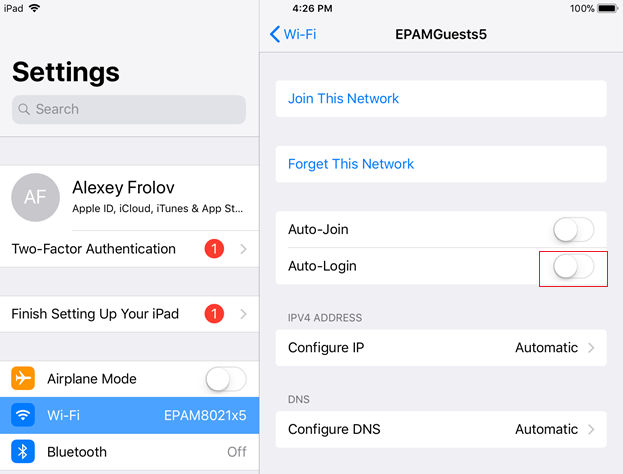 iPad
4:26 PM
100%
Settings
Search
AF
Alexey Frolov
Apple ID, iCloud, iTunes & App St...
Two-Factor Authentication 1
Finish Setting Up Your iPad 1
Airplane Mode
Wi-Fi EPAM8021x5
Bluetooth Off
Wi-Fi
EPAMGuests5
Join This Network
Forget This Network
Auto-Join
Auto-Login
IPV4 ADDRESS
Configure IP Automatic
DNS
Configure DNS Automatic